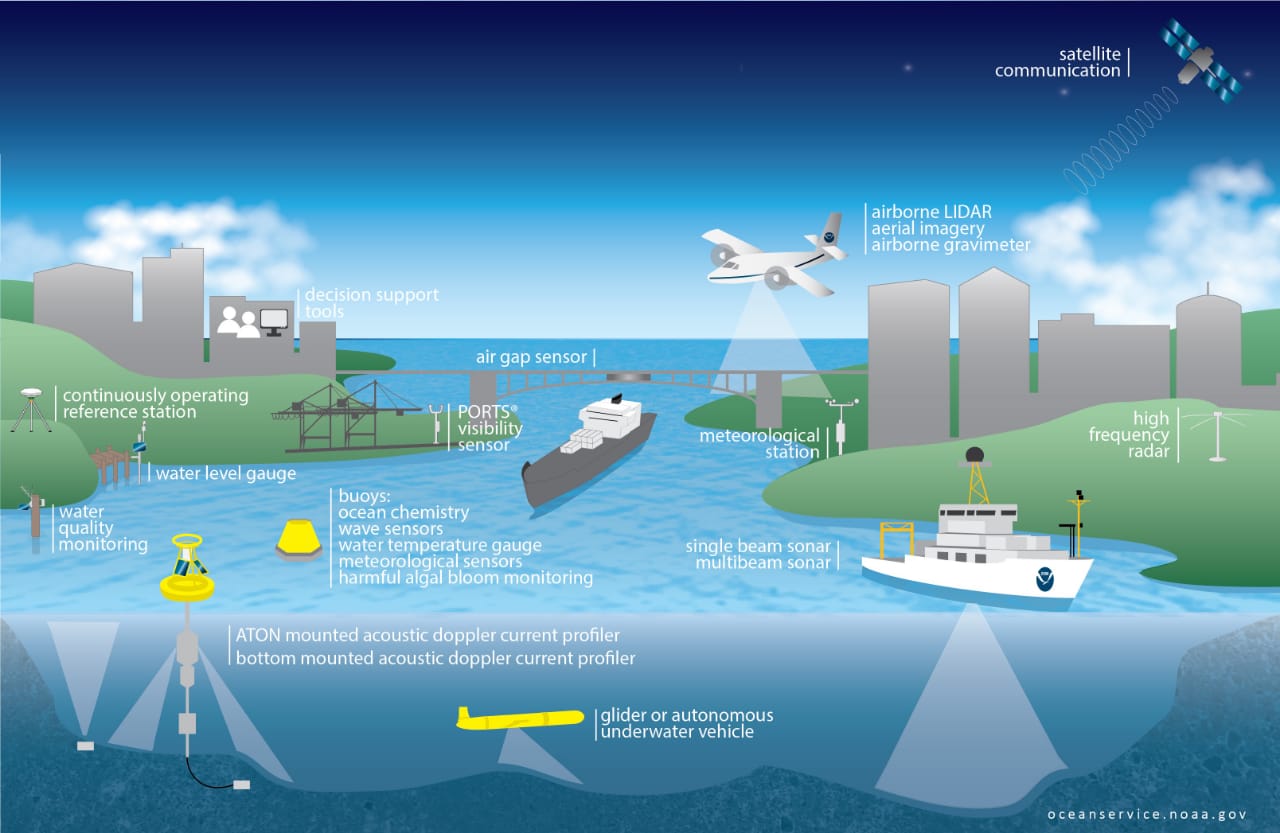 satellite
communication
airborne LIDAR
aerial imagery
airborne gravimeter
decision support
tools
air gap sensor
continuously operating
reference station
PORTS®
visibility
sensor
meteorological
station
high
frequency
radar
water level gauge
water
quality
monitoring
buoys:
ocean chemistry
wave sensors
water temperature gauge
meteorological sensors
harmful algal bloom monitoring
single beam sonar
multibeam sonar
ATON mounted acoustic doppler current profiler
bottom mounted acoustic doppler current profiler
glider or autonomous
underwater vehicle
oceanservice.noaa.gov